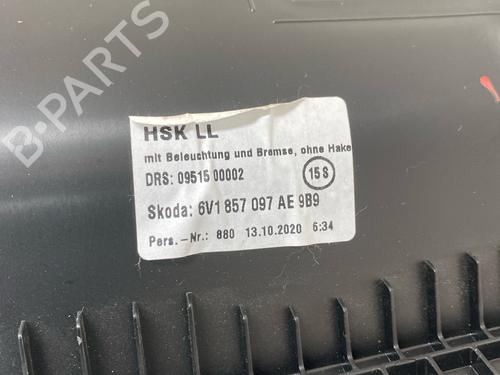 B-PARTS
HSK LL
mit Beleuchtung und Bremse, ohne Hake
DRS: 09515 00002
15S
Skoda: 6V1 857 097 AE 9B9
Pers.-Nr.: 880 13.10.2020 6:34